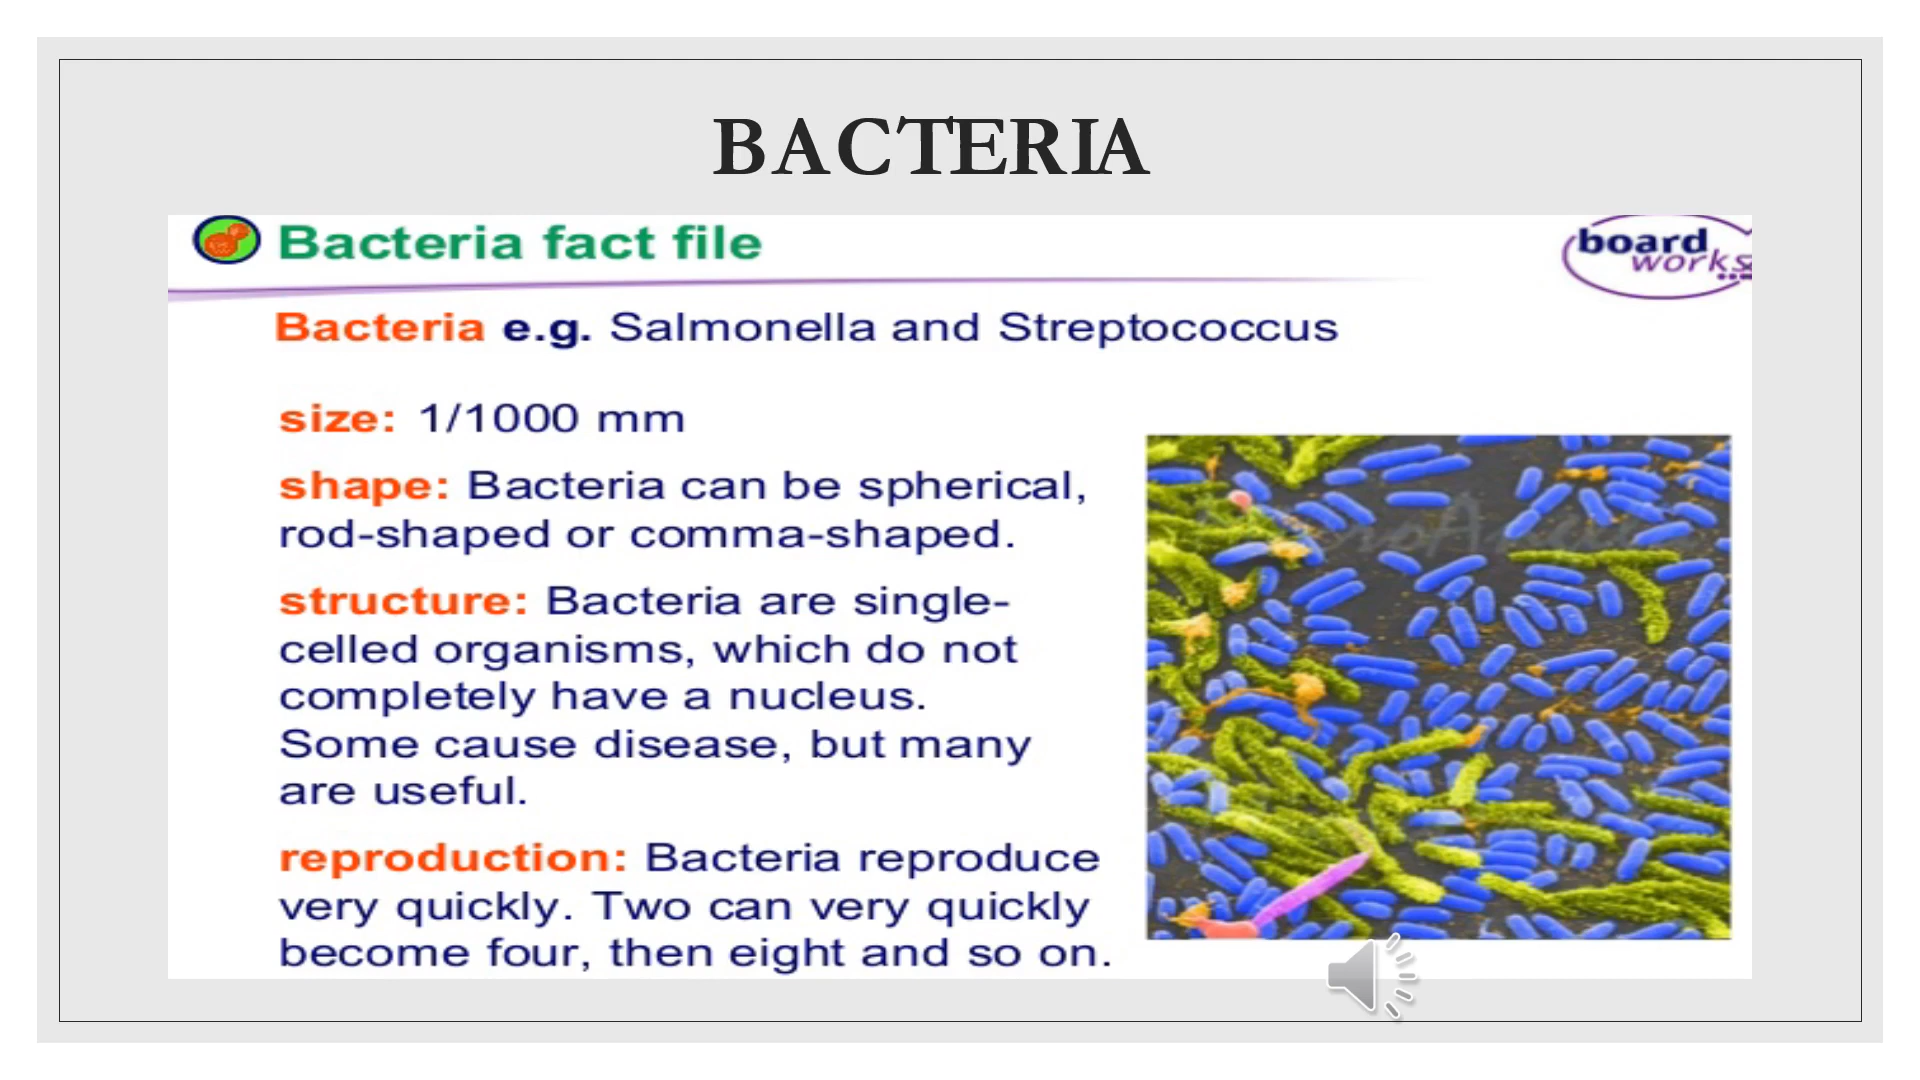 BACTERIA
Bacteria fact file
board
works
Bacteria e.g. Salmonella and Streptococcus
size: 1/1000 mm
shape: Bacteria can be spherical,
rod-shaped or comma-shaped.
structure: Bacteria are single-
celled organisms, which do not
completely have a nucleus.
Some cause disease, but many
are useful.
reproduction: Bacteria reproduce
very quickly. Two can very quickly
become four, then eight and so on.